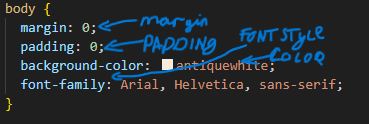 body {
margin: 0; margin
padding: 0; PADDING FONT STYLE
background-color: antiquewhite; COLOR
font-family: Arial, Helvetica, sans-serif;
}